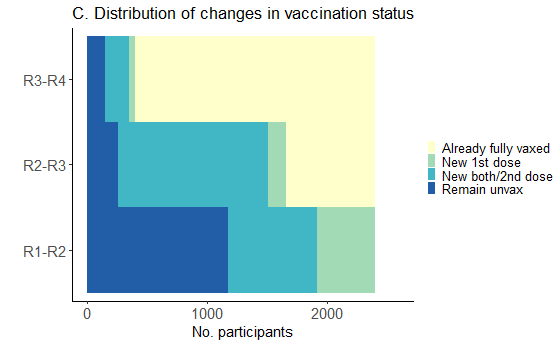 C. Distribution of changes in vaccination status
R3-R4
R2-R3
R1-R2
0
1000
2000
No. participants
Already fully vaxed
New 1st dose
New both/2nd dose
Remain unvax